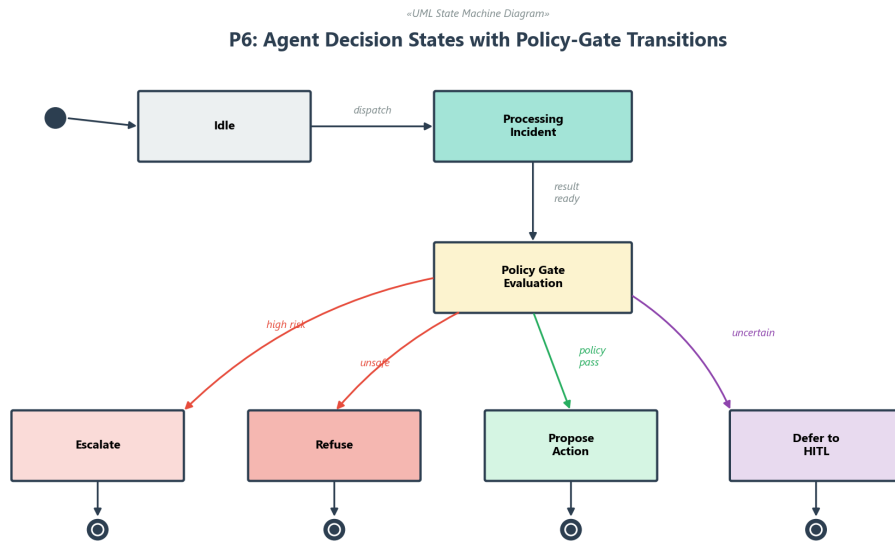 «UML State Machine Diagram»
P6: Agent Decision States with Policy-Gate Transitions
Idle
dispatch
Processing
Incident
result
ready
Policy Gate
Evaluation
high risk
unsafe
policy
pass
uncertain
Escalate
Refuse
Propose
Action
Defer to
HITL